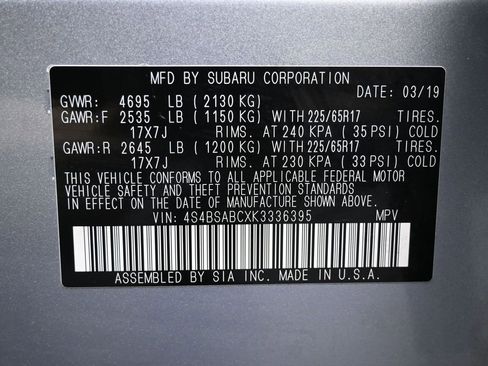 MFD BY SUBARU CORPORATION
DATE: 03/19
GVWR: 4695 LB (2130 KG)
GAWR:F 2535 LB (1150 KG) WITH 225/65R17 TIRES.
17X7J RIMS. AT 240 KPA (35 PSI) COLD
GAWR:R 2645 LB (1200 KG) WITH 225/65R17 TIRES.
17X7J RIMS. AT 230 KPA (33 PSI) COLD
THIS VEHICLE CONFORMS TO ALL APPLICABLE FEDERAL MOTOR
VEHICLE SAFETY AND THEFT PREVENTION STANDARDS IN EFFECT
ON THE DATE OF MANUFACTURE SHOWN ABOVE.
VIN: 4S4BSABCXK3336395 MPV
ASSEMBLED BY SIA INC. MADE IN U.S.A.